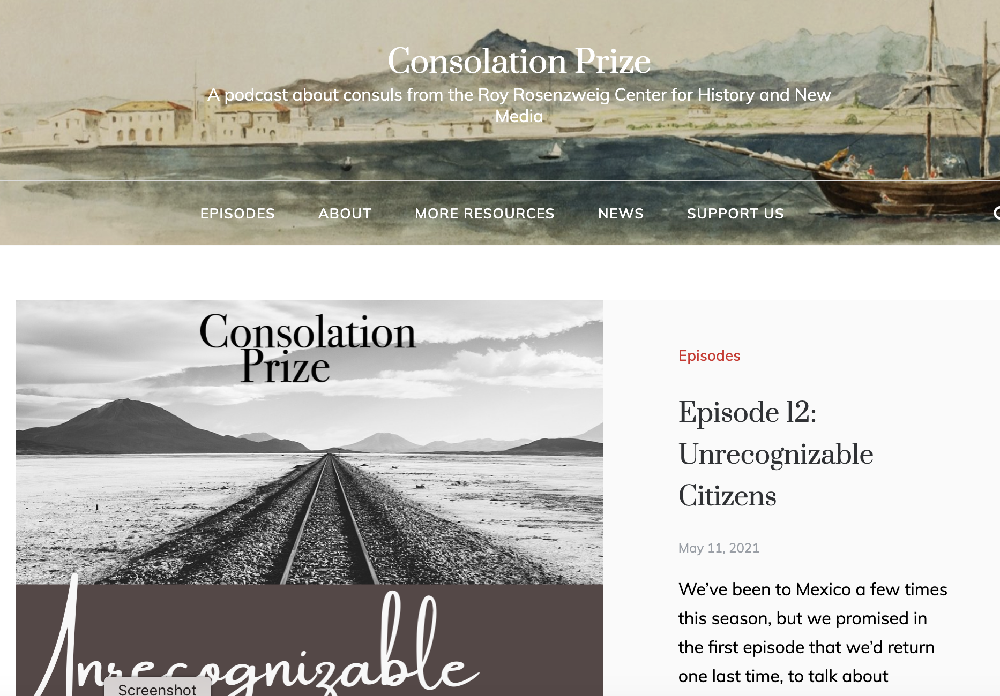 Consolation Prize
A podcast about consuls from the Roy Rosenzweig Center for History and New
Media
EPISODES ABOUT MORE RESOURCES NEWS SUPPORT US
Consolation
Prize
Unrecognizable
Screenshot
Episodes
Episode 12:
Unrecognizable
Citizens
May 11, 2021
We’ve been to Mexico a few times
this season, but we promised in
the first episode that we’d return
one last time, to talk about